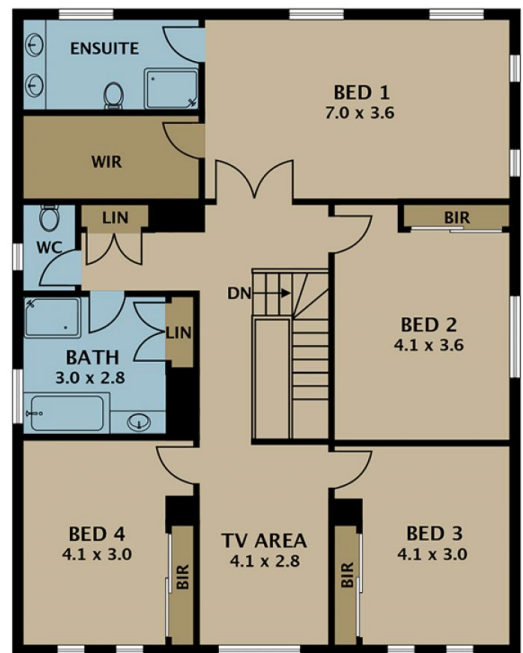 ENSUITE
BED 1
7.0 x 3.6
WIR
LIN
BIR
WC
DN
LIN
BED 2
4.1 x 3.6
BATH
3.0 x 2.8
BED 4
4.1 x 3.0
BIR
TV AREA
4.1 x 2.8
BIR
BED 3
4.1 x 3.0